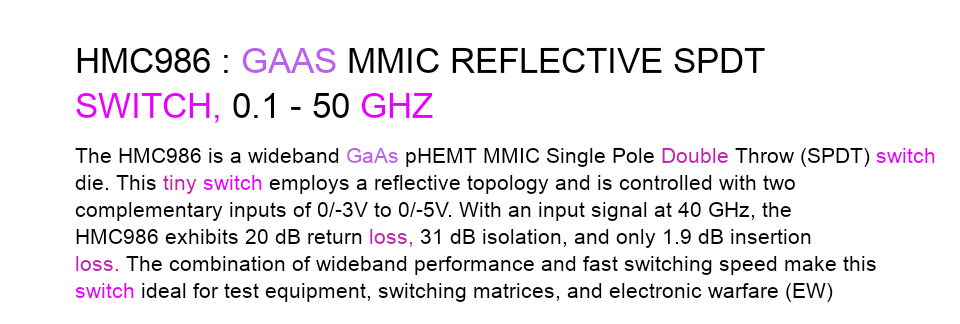 HMC986 : GAAS MMIC REFLECTIVE SPDT
SWITCH, 0.1 - 50 GHZ
The HMC986 is a wideband GaAs pHEMT MMIC Single Pole Double Throw (SPDT) switch
die. This tiny switch employs a reflective topology and is controlled with two
complementary inputs of 0/-3V to 0/-5V. With an input signal at 40 GHz, the
HMC986 exhibits 20 dB return loss, 31 dB isolation, and only 1.9 dB insertion
loss. The combination of wideband performance and fast switching speed make this
switch ideal for test equipment, switching matrices, and electronic warfare (EW)